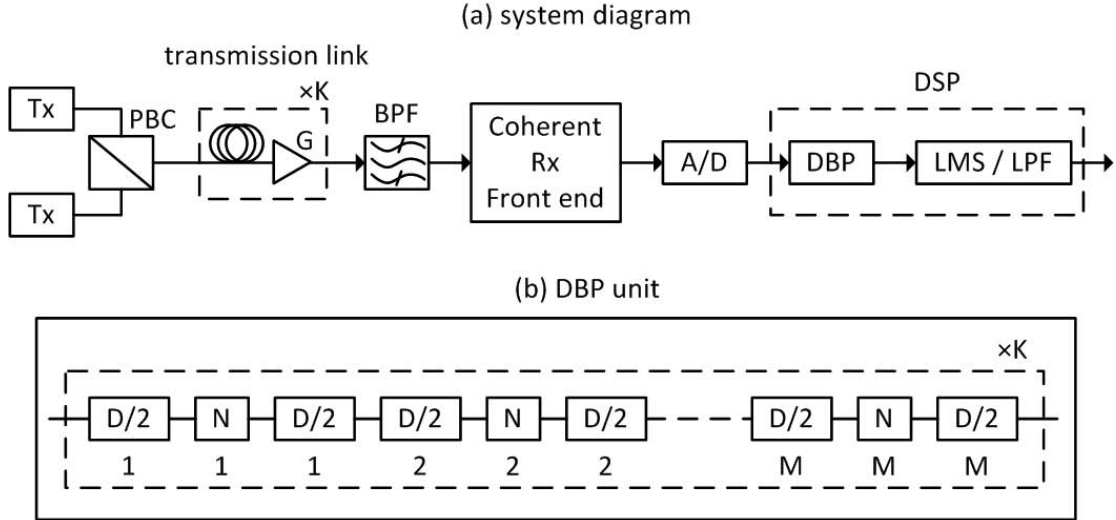 (a) system diagram
transmission link
×K
DSP
Tx
PBC
G
BPF
Coherent
Rx
Front end
A/D
DBP
LMS / LPF
Tx
(b) DBP unit
×K
D/2 N D/2 D/2 N D/2 D/2 N D/2
1 1 1 2 2 2 M M M